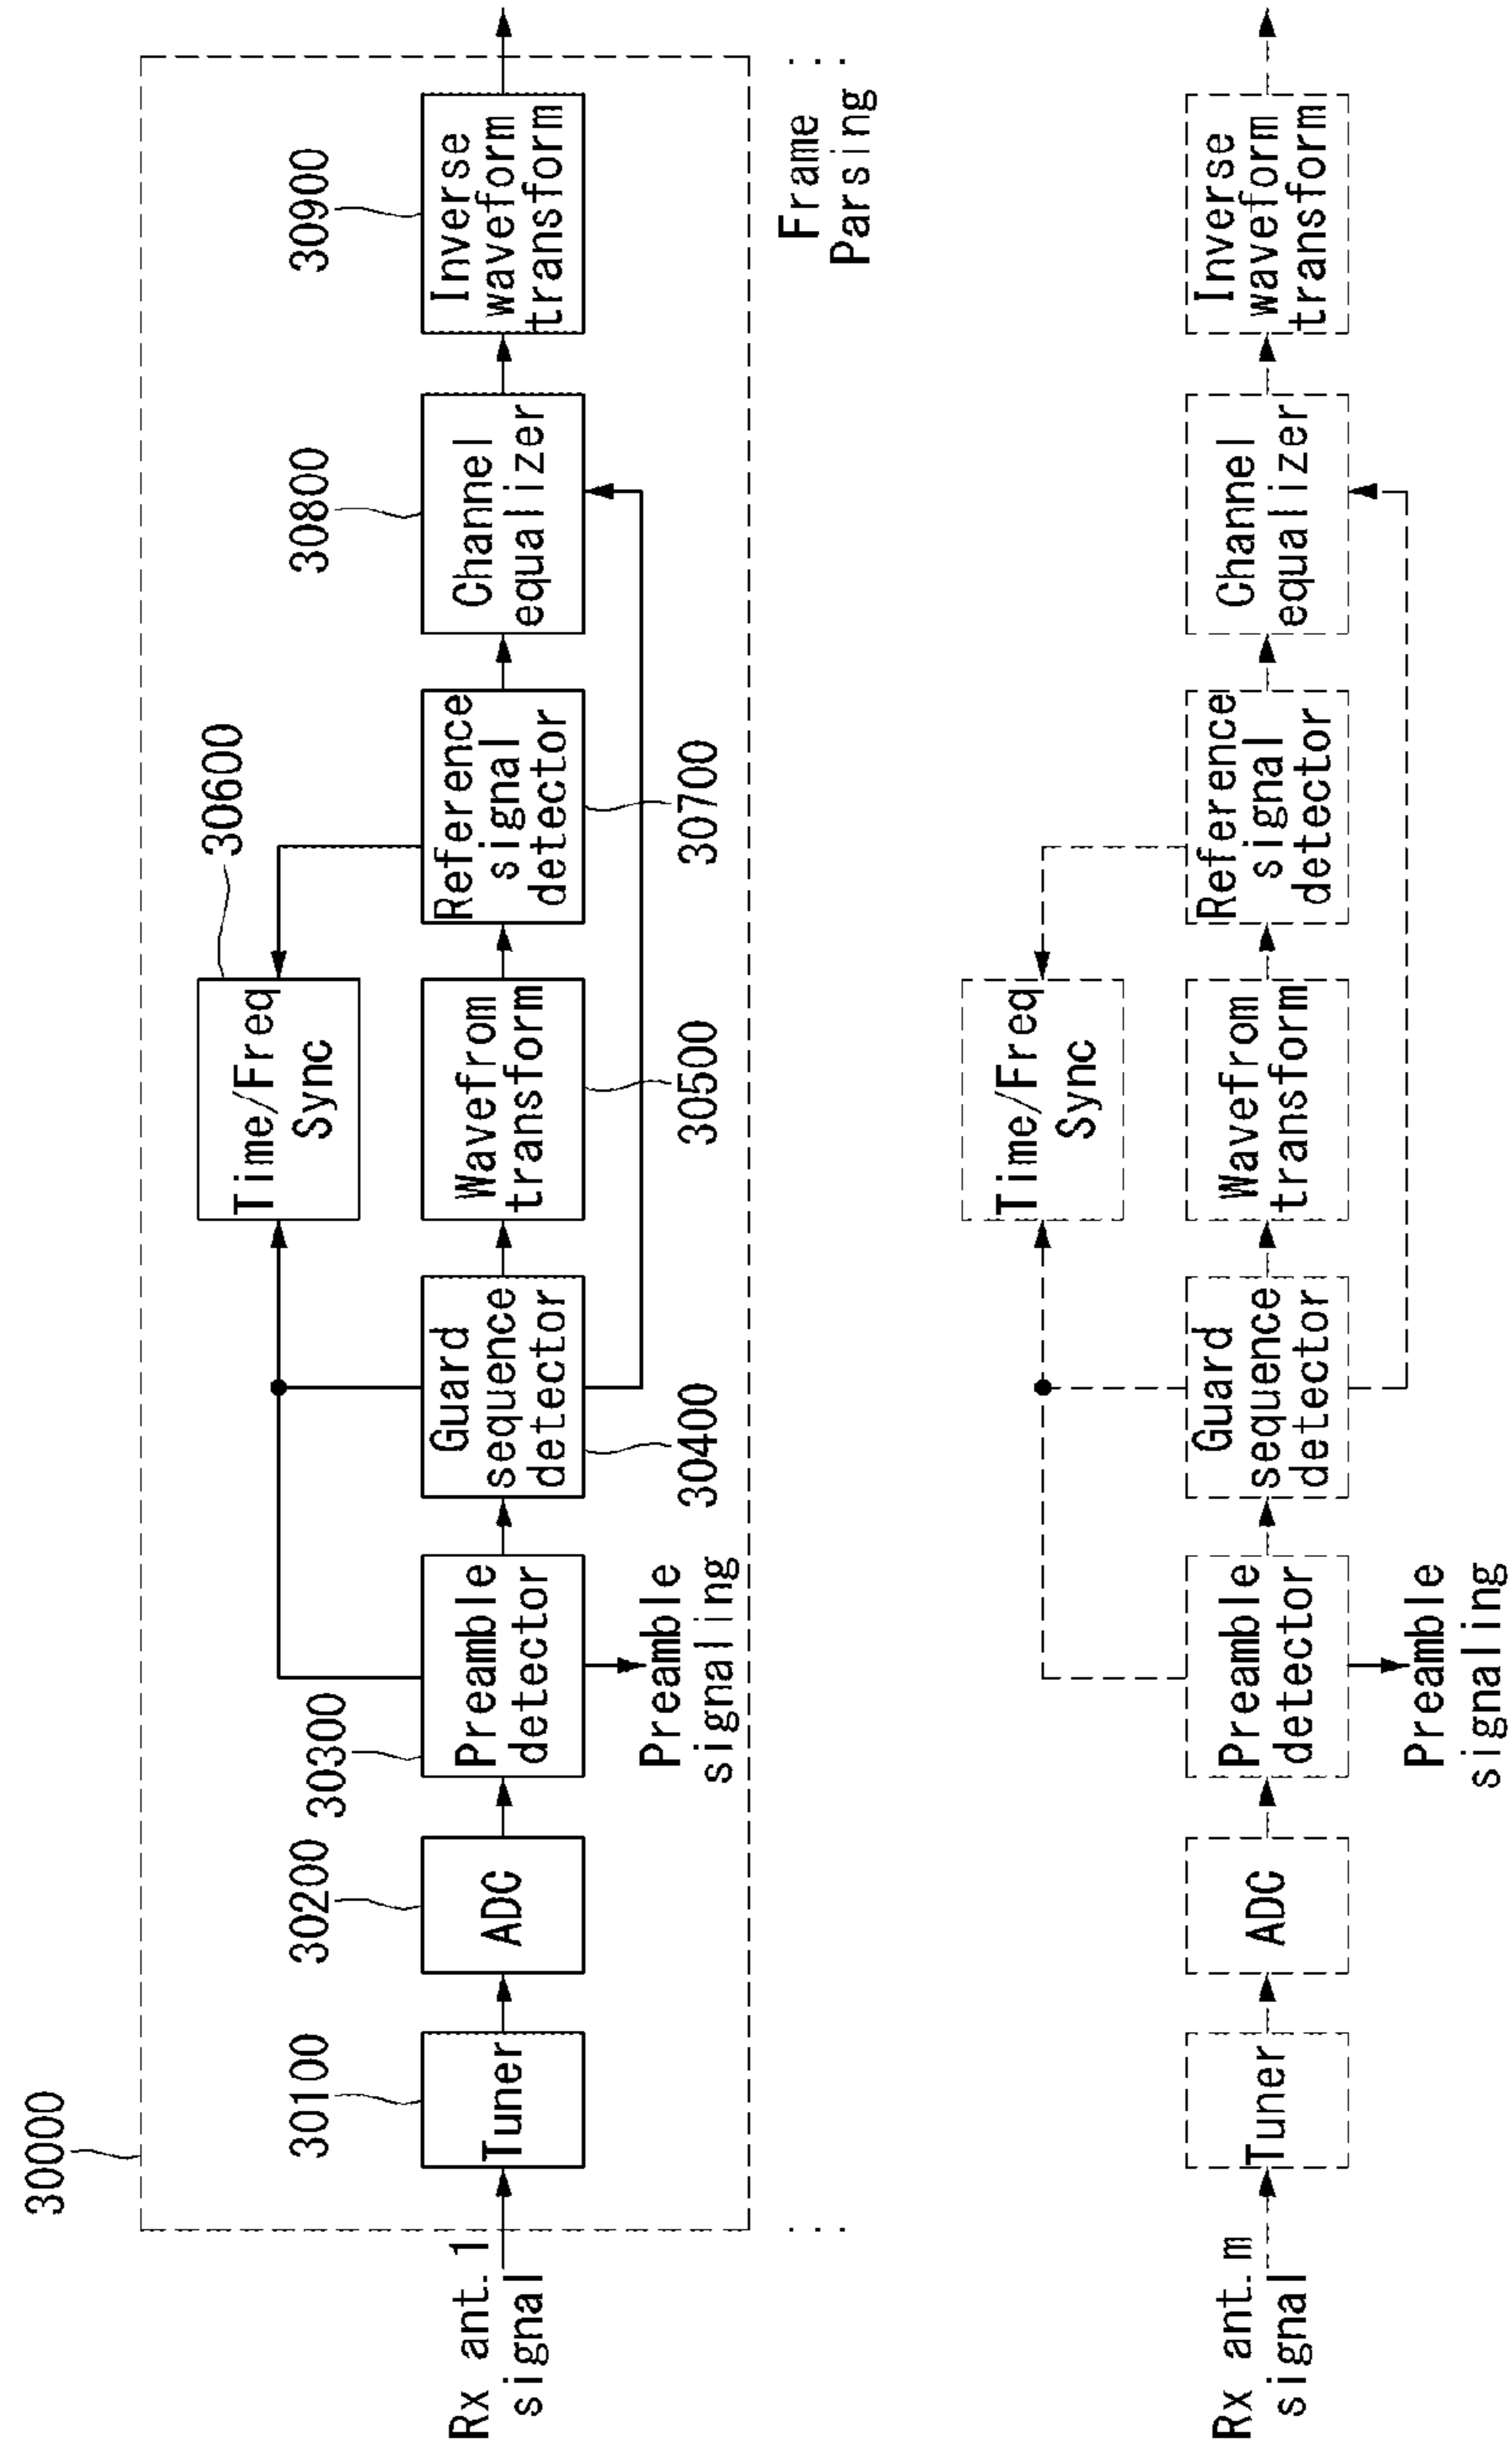 30000
Rx ant. 1
signal
30100
Tuner
30200
ADC
30300
Preamble
detector
Preamble
signaling
30400
Guard
sequence
detector
30600
Time/Freq
Sync
30500
Wavefrom
transform
30700
Reference
signal
detector
30800
Channel
equalizer
30900
Inverse
waveform
transform
Frame
Parsing
...
...
Rx ant. m
signal
Tuner
ADC
Preamble
detector
Preamble
signaling
Guard
sequence
detector
Time/Freq
Sync
Wavefrom
transform
Reference
signal
detector
Channel
equalizer
Inverse
waveform
transform